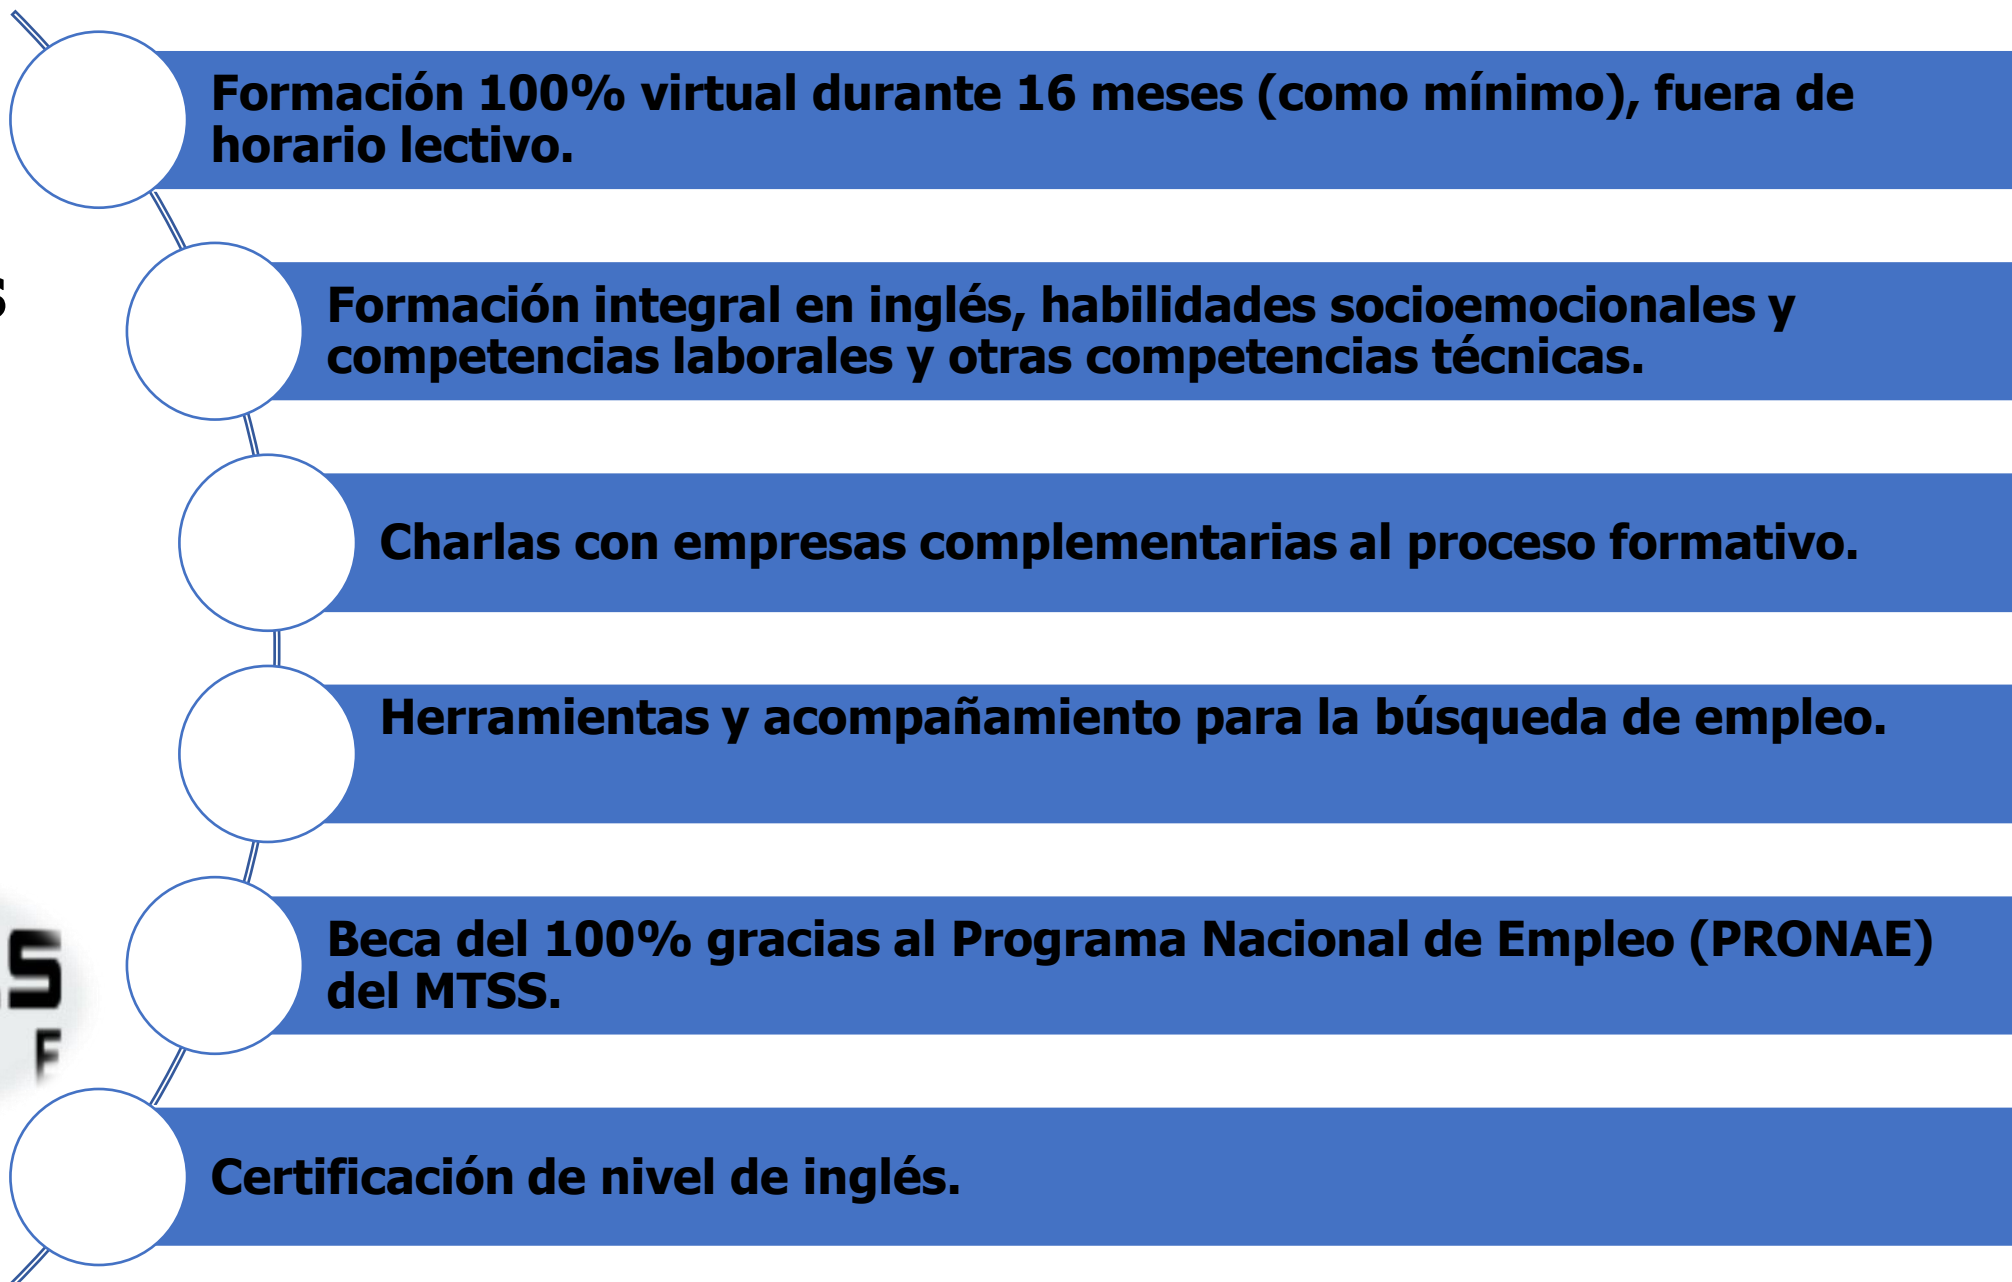 Formación 100% virtual durante 16 meses (como mínimo), fuera de
horario lectivo.
Formación integral en inglés, habilidades socioemocionales y
competencias laborales y otras competencias técnicas.
Charlas con empresas complementarias al proceso formativo.
Herramientas y acompañamiento para la búsqueda de empleo.
Beca del 100% gracias al Programa Nacional de Empleo (PRONAE)
del MTSS.
Certificación de nivel de inglés.